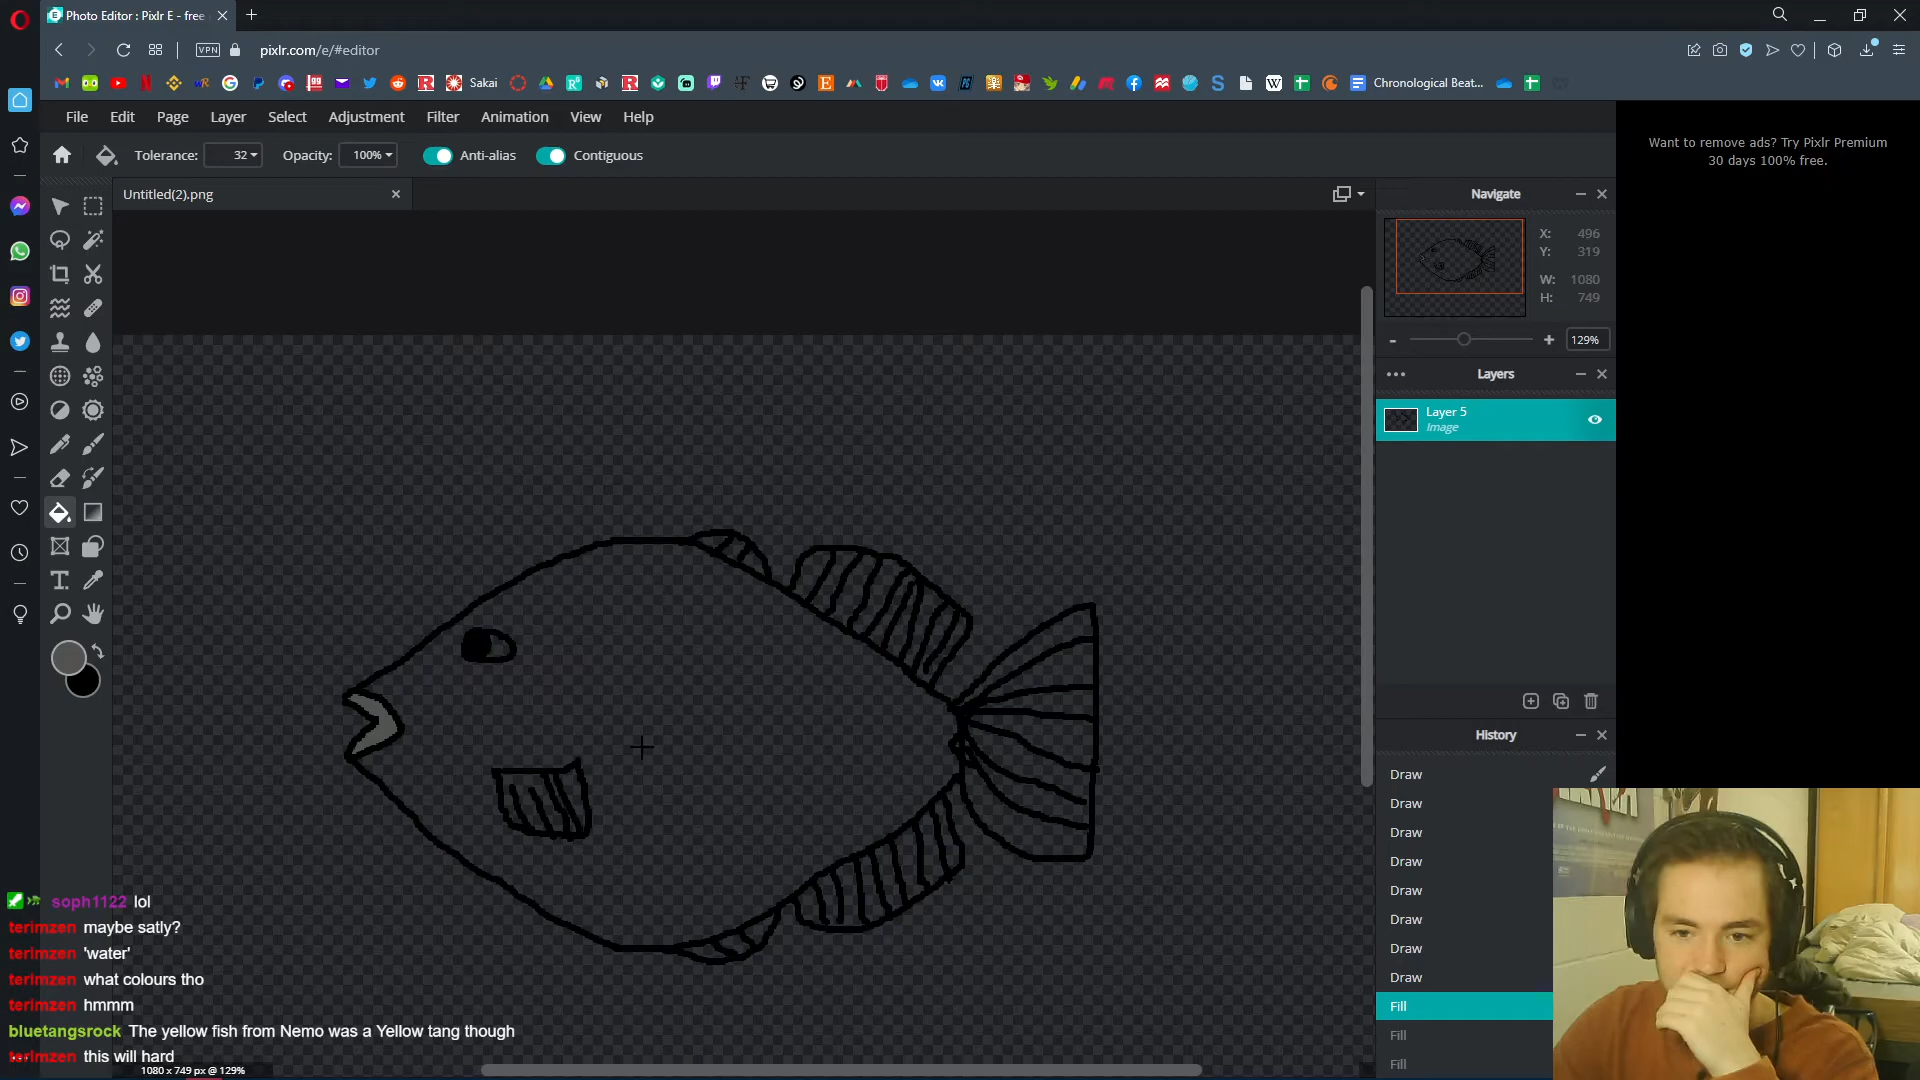 Photo Editor : Pixlr E - free
VPN
pixlr.com/e/#editor
Sakai
Chronological Beat...
File Edit Page Layer Select Adjustment Filter Animation View Help
Tolerance: 32 Opacity: 100% Anti-alias Contiguous
Want to remove ads? Try Pixlr Premium
30 days 100% free.
Untitled(2).png
Navigate
X: 496
Y: 319
W: 1080
H: 749
129%
Layers
Layer 5
Image
History
Draw
Draw
Draw
Draw
Draw
Draw
Draw
Draw
Fill
Fill
Fill
soph1122 lol
terimzen maybe satly?
terimzen 'water'
terimzen what colours tho
terimzen hmmm
bluetangsrock The yellow fish from Nemo was a Yellow tang though
terimzen this will hard
1080 x 749 px @ 129%